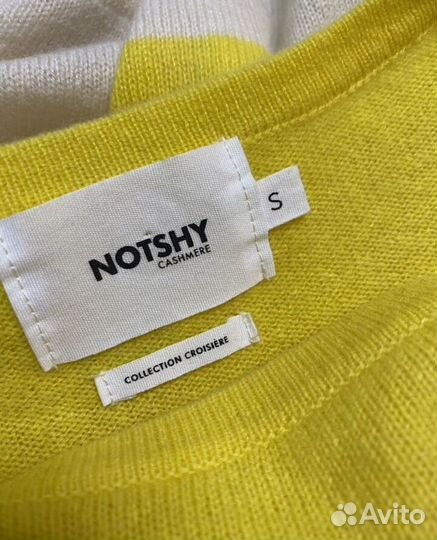 S
NOTSHY
CASHMERE
COLLECTION CROISIÈRE
Avito